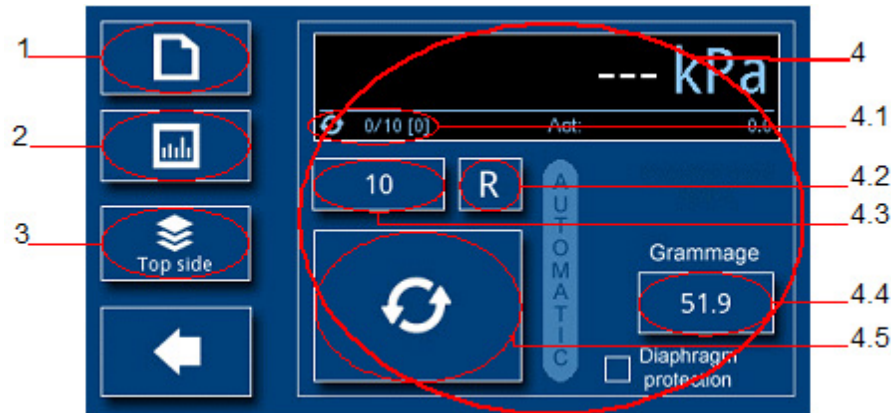 1
2
3
Top side
--- kPa
0/10 [0] Act: 0.0
10
R
AUTOMATIC
Grammage
51.9
Diaphragm
protection
4
4.1
4.2
4.3
4.4
4.5